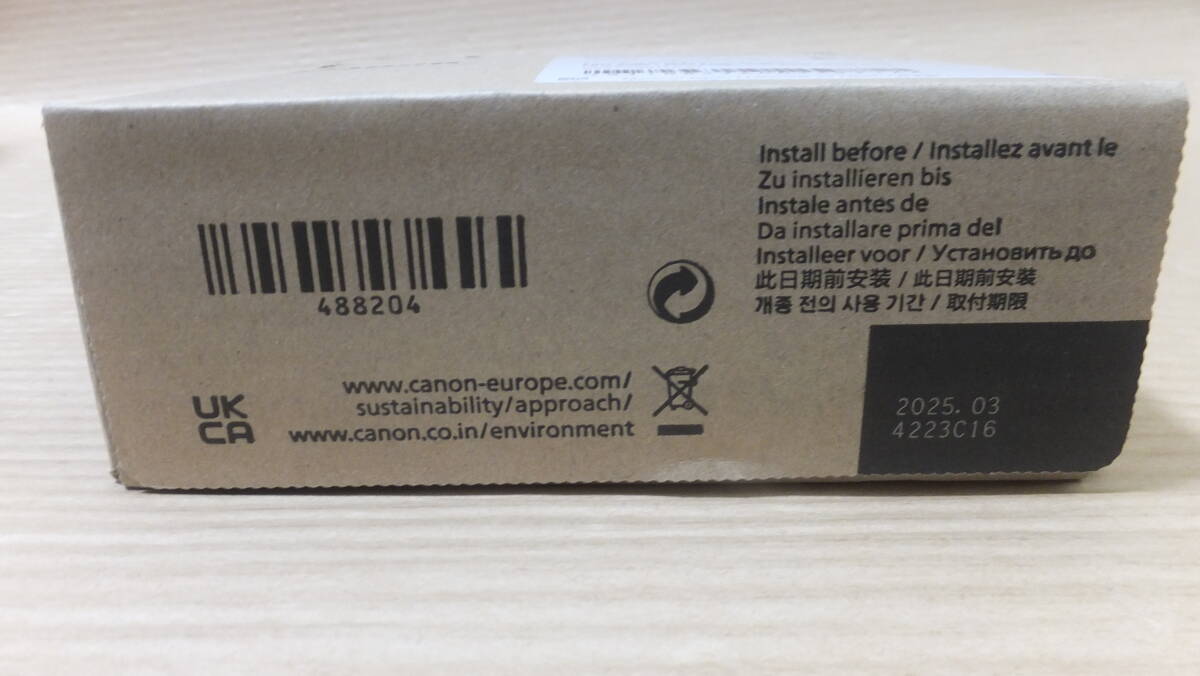 488204
UK
CA
www.canon-europe.com/
sustainability/approach/
www.canon.co.in/environment
Install before / Installez avant le
Zu installieren bis
Instale antes de
Da installare prima del
Installeer voor / Установить до
此日期前安装 / 此日期前安裝
개종 전의 사용 기간 / 取付期限
2025. 03
4223C16